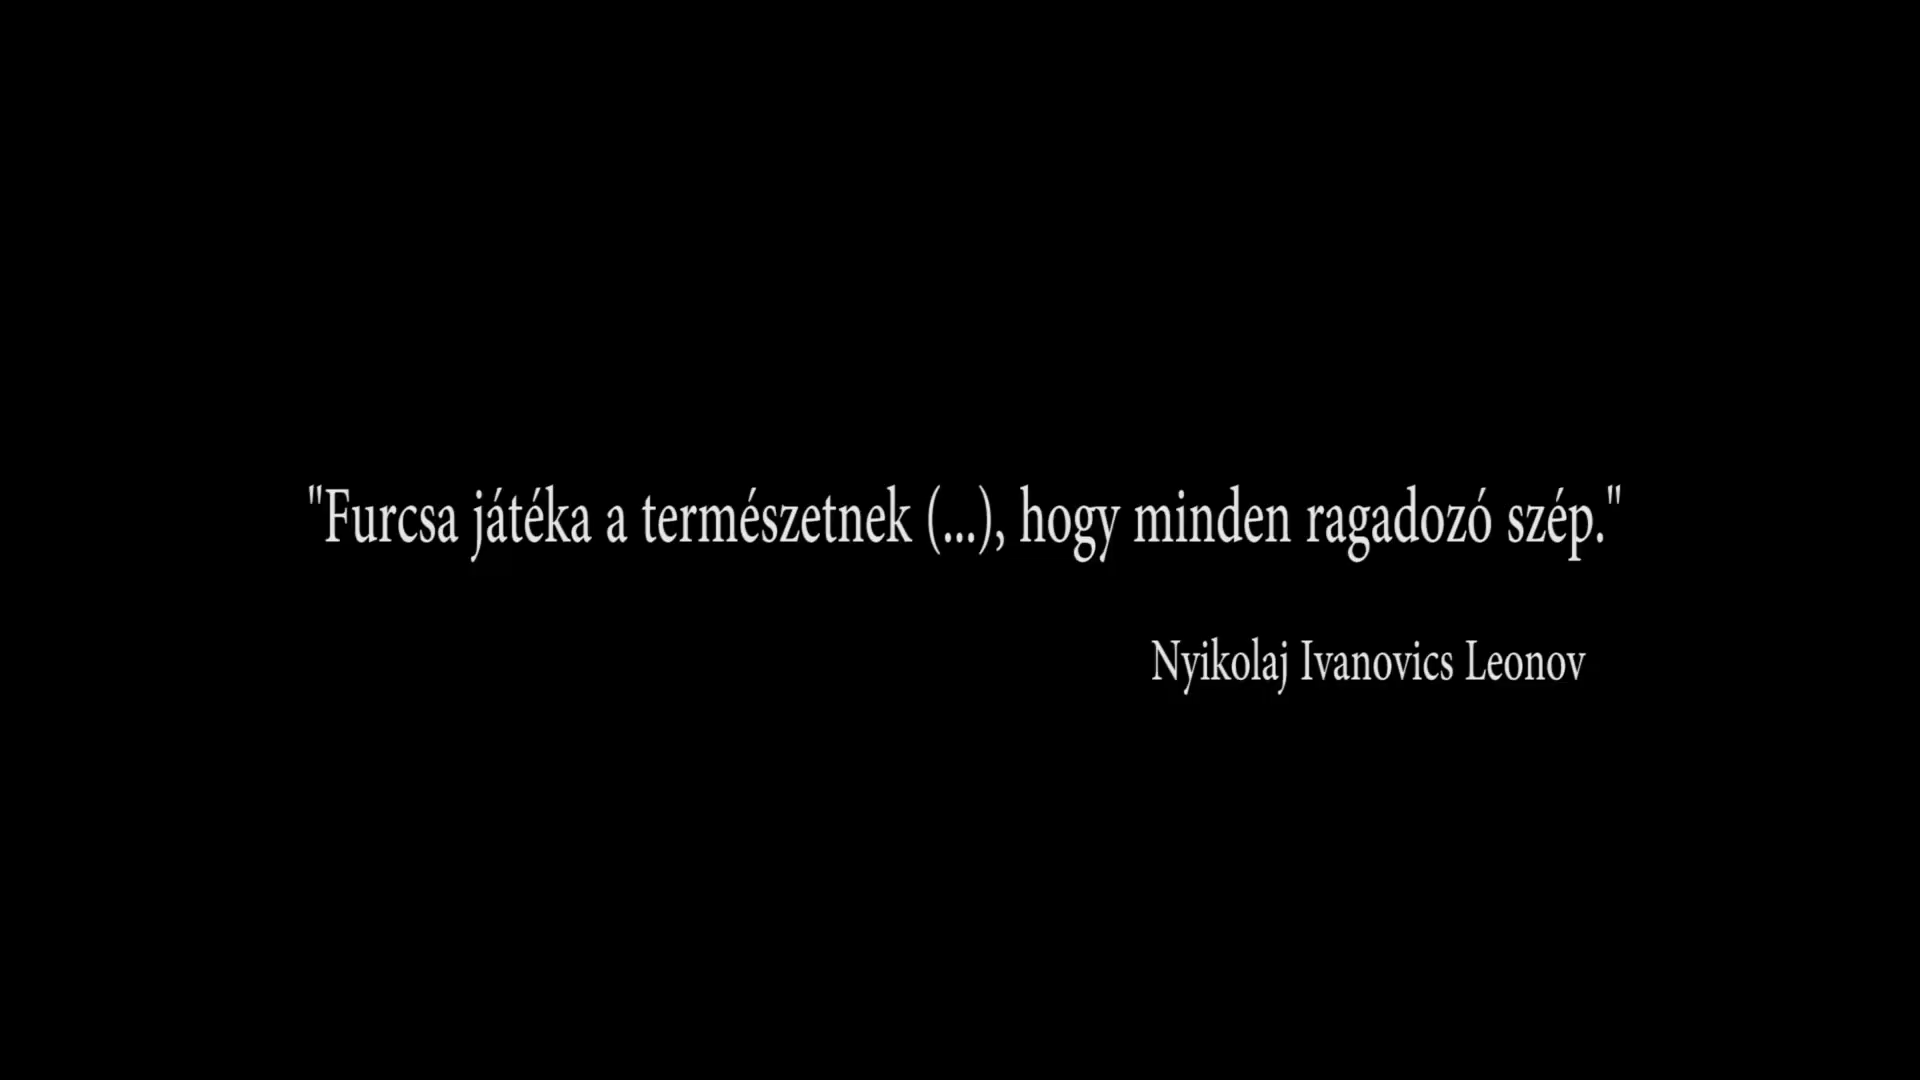 "Furcsa játéka a természetnek (...), hogy minden ragadozó szép."
Nyikolaj Ivanovics Leonov